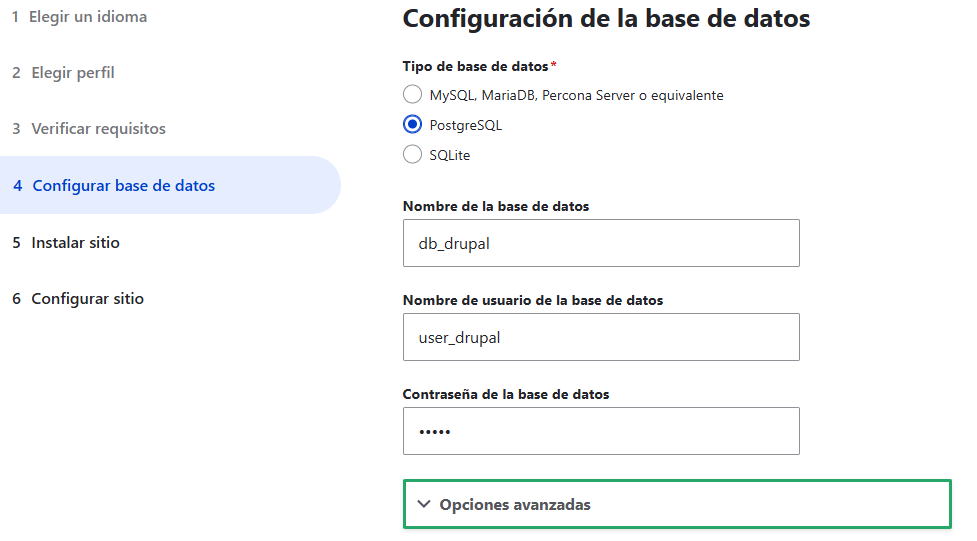 1 Elegir un idioma
2 Elegir perfil
3 Verificar requisitos
4 Configurar base de datos
5 Instalar sitio
6 Configurar sitio
Configuración de la base de datos
Tipo de base de datos*
MySQL, MariaDB, Percona Server o equivalente
PostgreSQL
SQLite
Nombre de la base de datos
db_drupal
Nombre de usuario de la base de datos
user_drupal
Contraseña de la base de datos
•••••
Opciones avanzadas